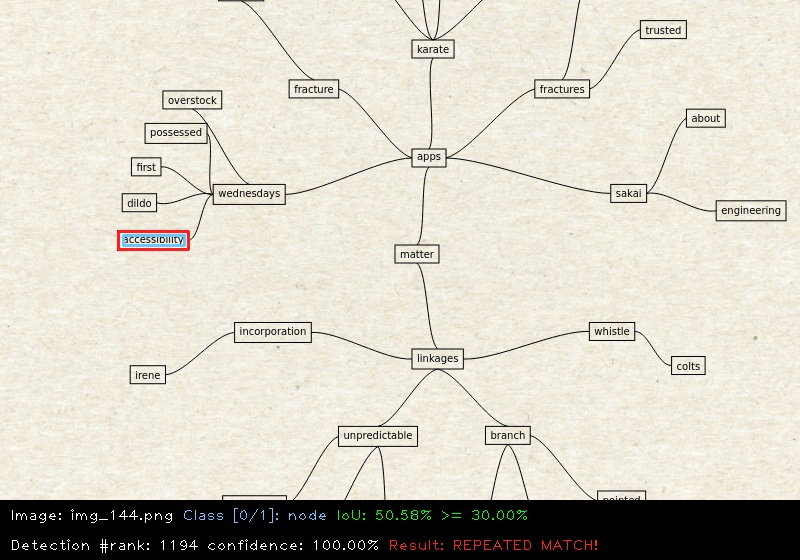 trusted
karate
fracture
fractures
overstock
about
possessed
apps
first
wednesdays
sakai
dildo
engineering
accessibility
matter
incorporation
whistle
linkages
irene
colts
unpredictable
branch
Image: img_144.png Class [0/1]: node IoU: 50.58% >= 30.00%
Detection #rank: 1194 confidence: 100.00% Result: REPEATED MATCH!